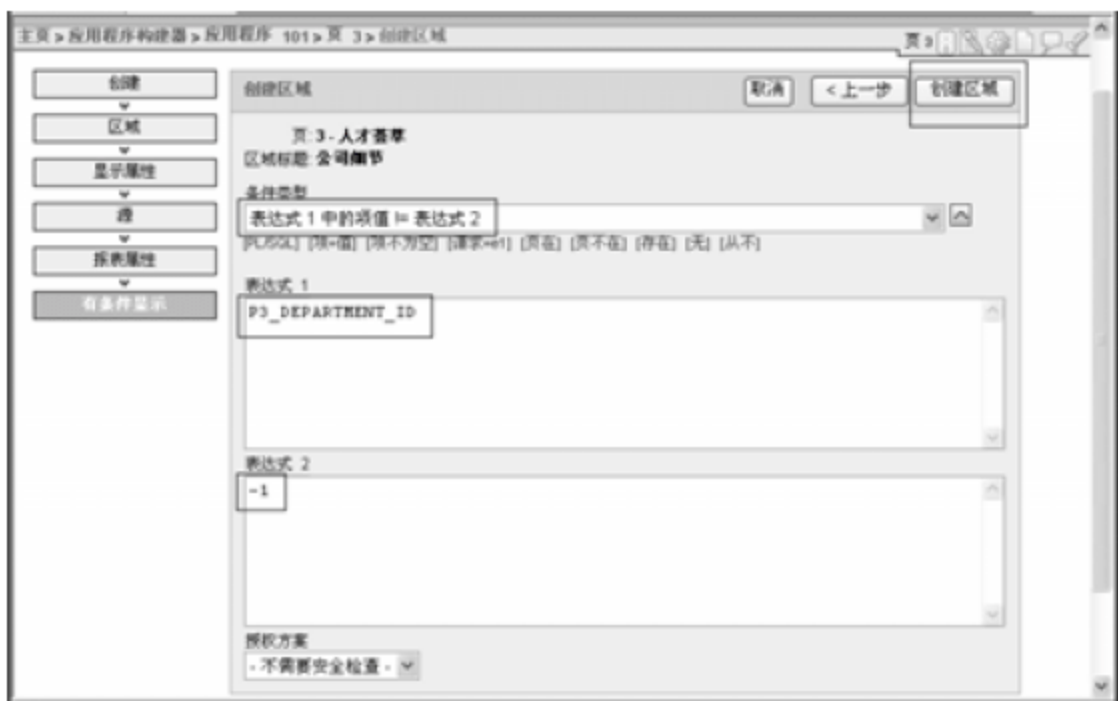 主页 > 应用程序构建器 > 应用程序 101 > 页 3 > 创建区域
页 3
创建
区域
显示属性
源
报表属性
有条件显示
创建区域
取消
< 上一步
创建区域
页: 3 - 人才荟萃
区域标题: 公司细节
条件类型
表达式 1 中的项值 != 表达式 2
[PL/SQL] [项=值] [项不为空] [请求=e1] [页在] [页不在] [存在] [无] [从不]
表达式 1
P3_DEPARTMENT_ID
表达式 2
-1
授权方案
- 不需要安全检查 -